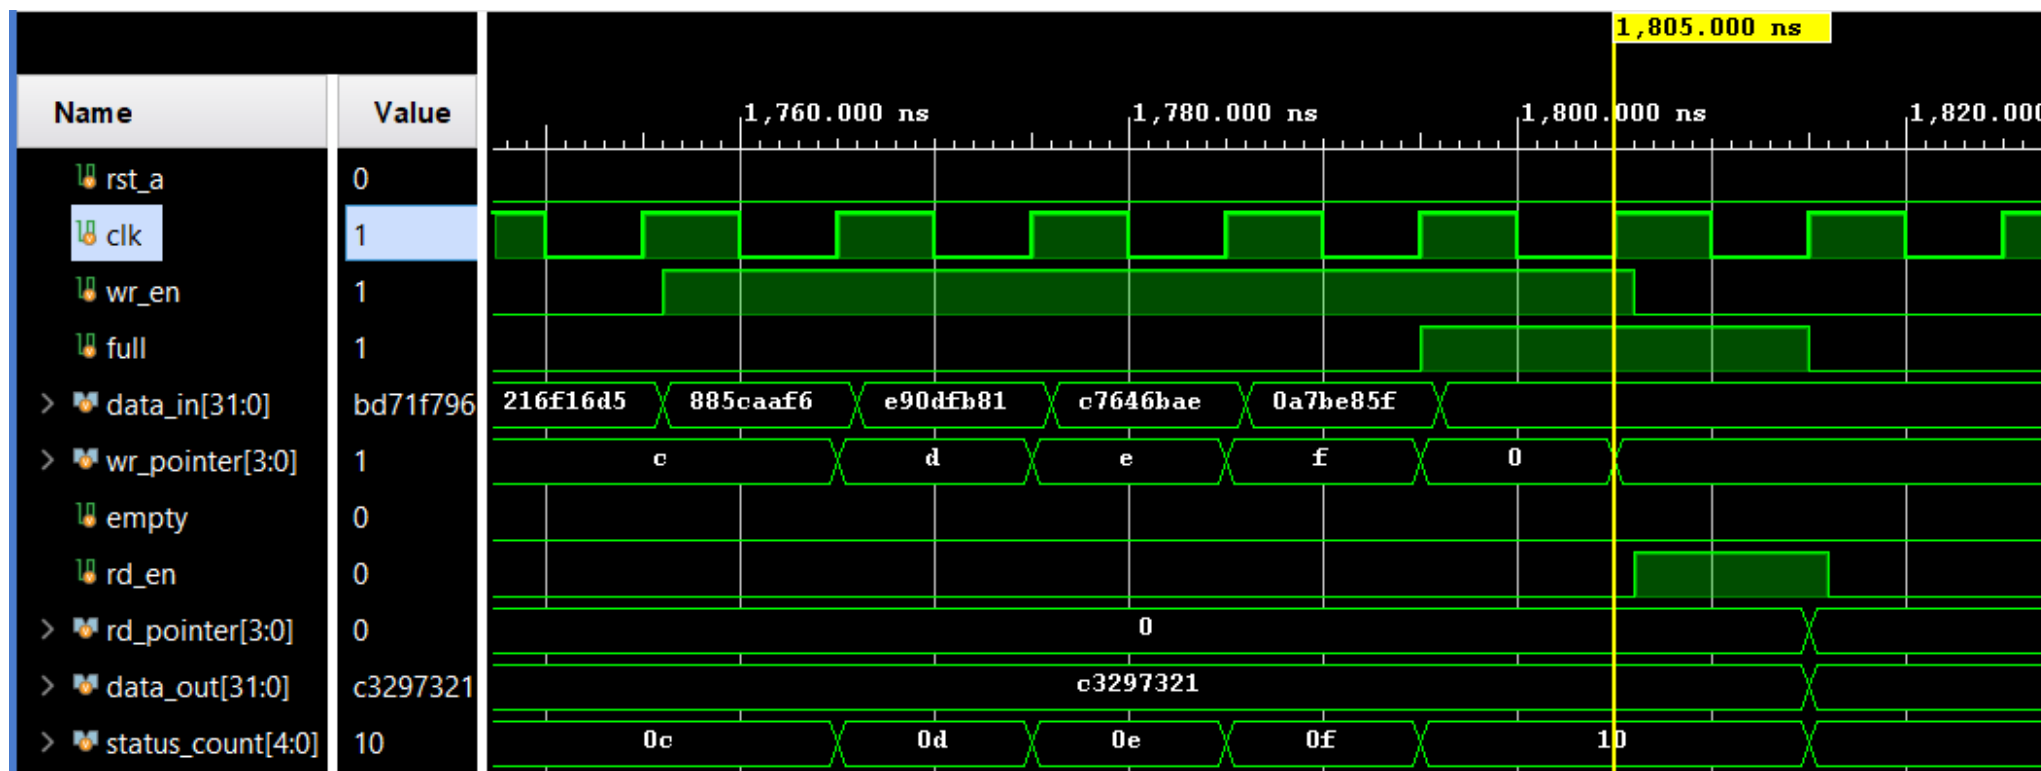 1,805.000 ns
Name Value 1,760.000 ns 1,780.000 ns 1,800.000 ns 1,820.000
rst_a 0
clk 1
wr_en 1
full 1
data_in[31:0] bd71f796 216f16d5 885caaf6 e90dfb81 c7646bae 0a7be85f
wr_pointer[3:0] 1 c d e f 0
empty 0
rd_en 0
rd_pointer[3:0] 0 0
data_out[31:0] c3297321 c3297321
status_count[4:0] 10 0c 0d 0e 0f 10